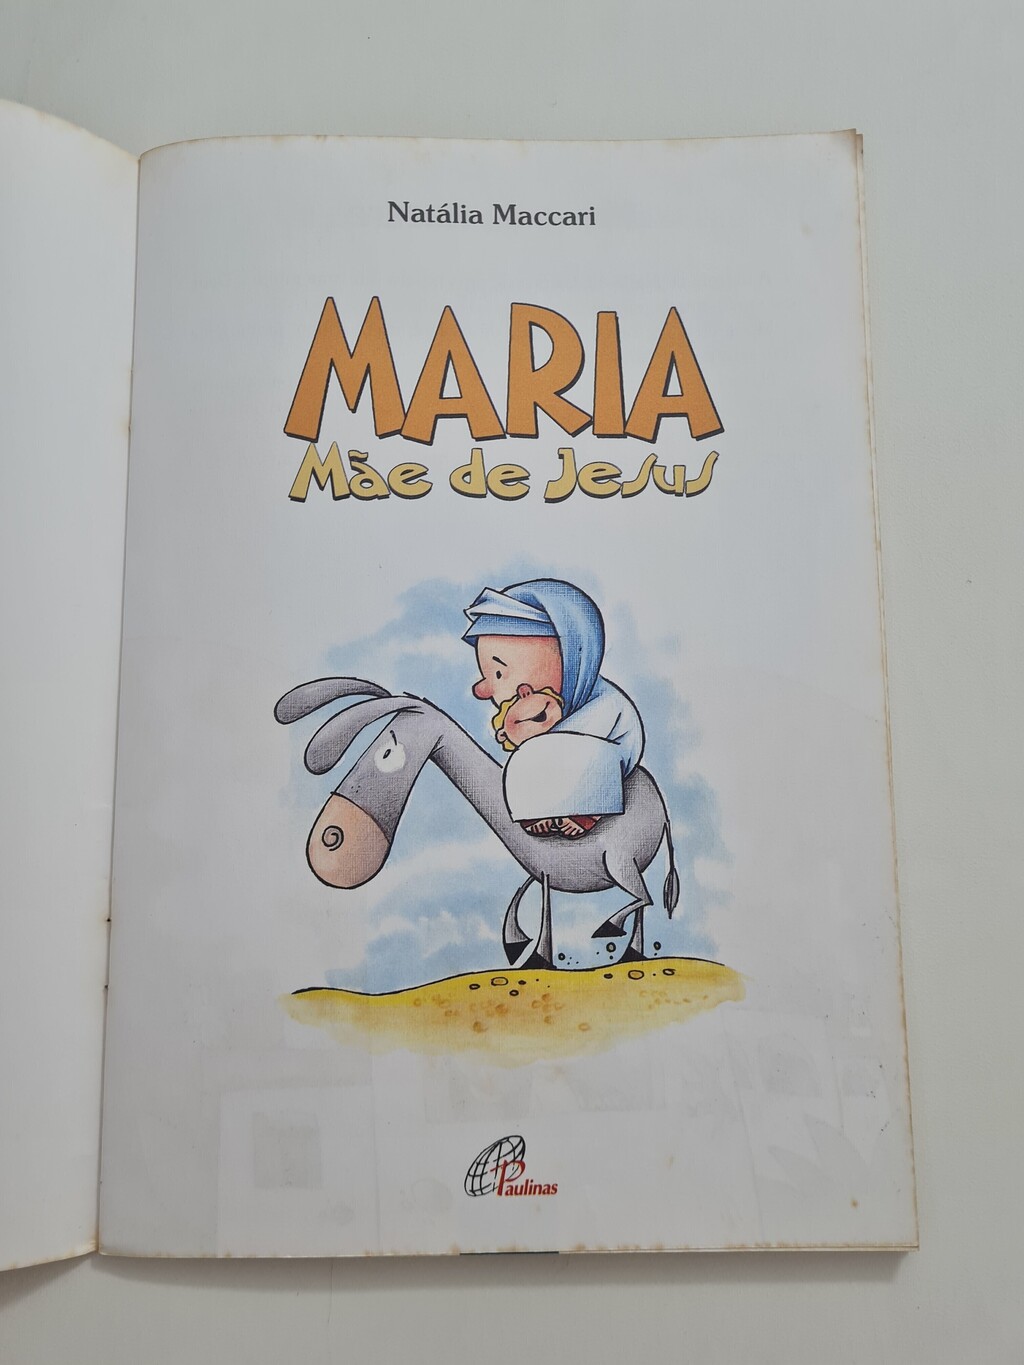 Natália Maccari
MARIA
Mãe de Jesus
Paulinas